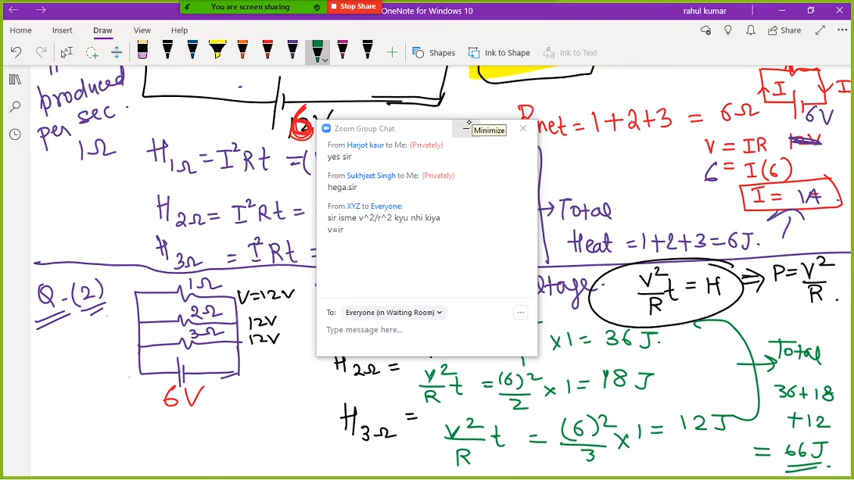 You are screen sharing
Stop Share
OneNote for Windows 10
rahul kumar
Home Insert Draw View Help
Share
Shapes
Ink to Shape
Ink to Text
produced
per sec.
1Ω
12V
6
H1Ω = I²Rt = (
H2Ω = I²Rt =
H3Ω = I²Rt =
Zoom Group Chat
Minimize
From Harjot kaur to Me: (Privately)
yes sir
From Sukhjeet Singh to Me: (Privately)
hega.sir
From XYZ to Everyone:
sir isme v^2/r^2 kyu nhi kiya
v=ir
To: Everyone (in Waiting Room)
Type message here...
Rnet = 1+2+3 = 6Ω
I I
6V
V = IR
6 = I(6)
I = 1A
Total
Heat = 1+2+3 = 6J.
Q-(2)
1Ω
2Ω
3Ω
V=12V
12V
12V
6V
V²/R t = H ⇒ P = V²/R.
×1 = 36J.
H2Ω = V²/R t = (6)²/2 ×1 = 18J
H3Ω = V²/R t = (6)²/3 ×1 = 12J
Total
36+18
+12
= 66J